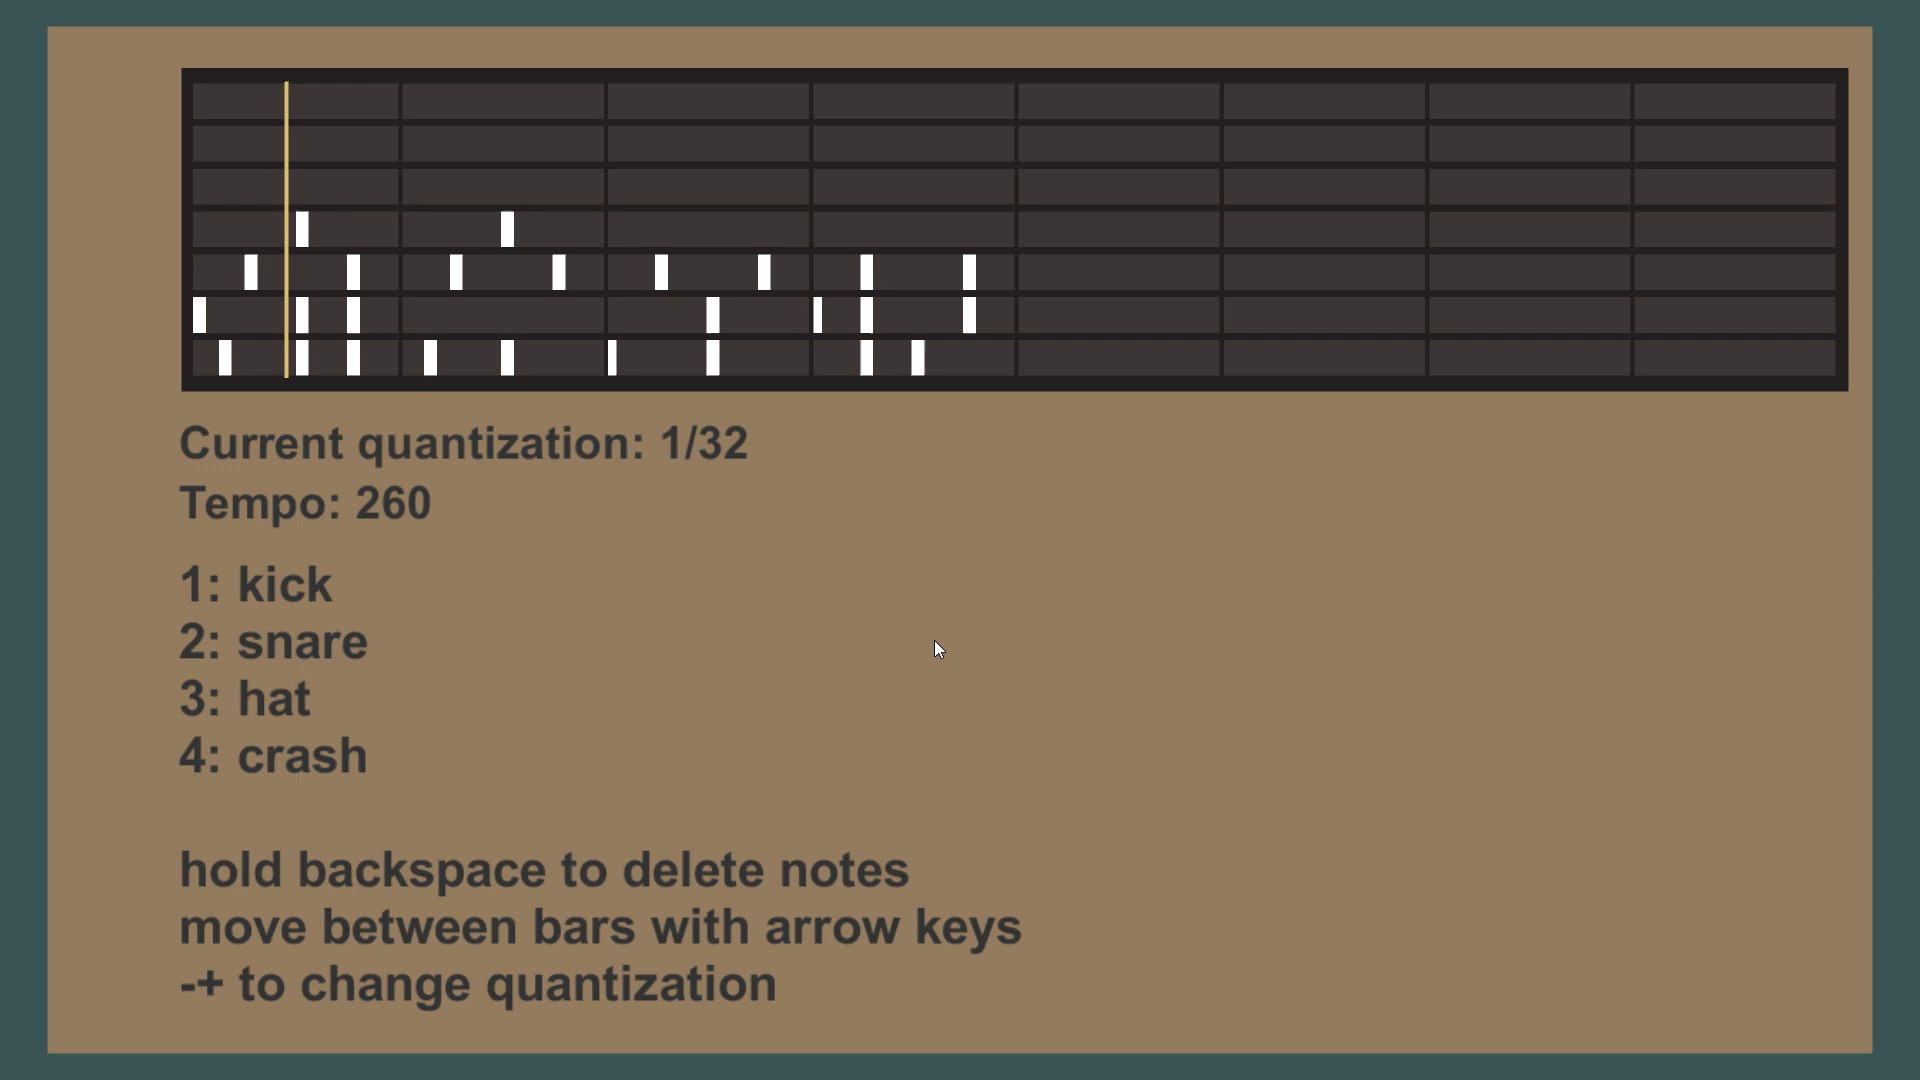 Current quantization: 1/32
Tempo: 260
1: kick
2: snare
3: hat
4: crash
hold backspace to delete notes
move between bars with arrow keys
-+ to change quantization